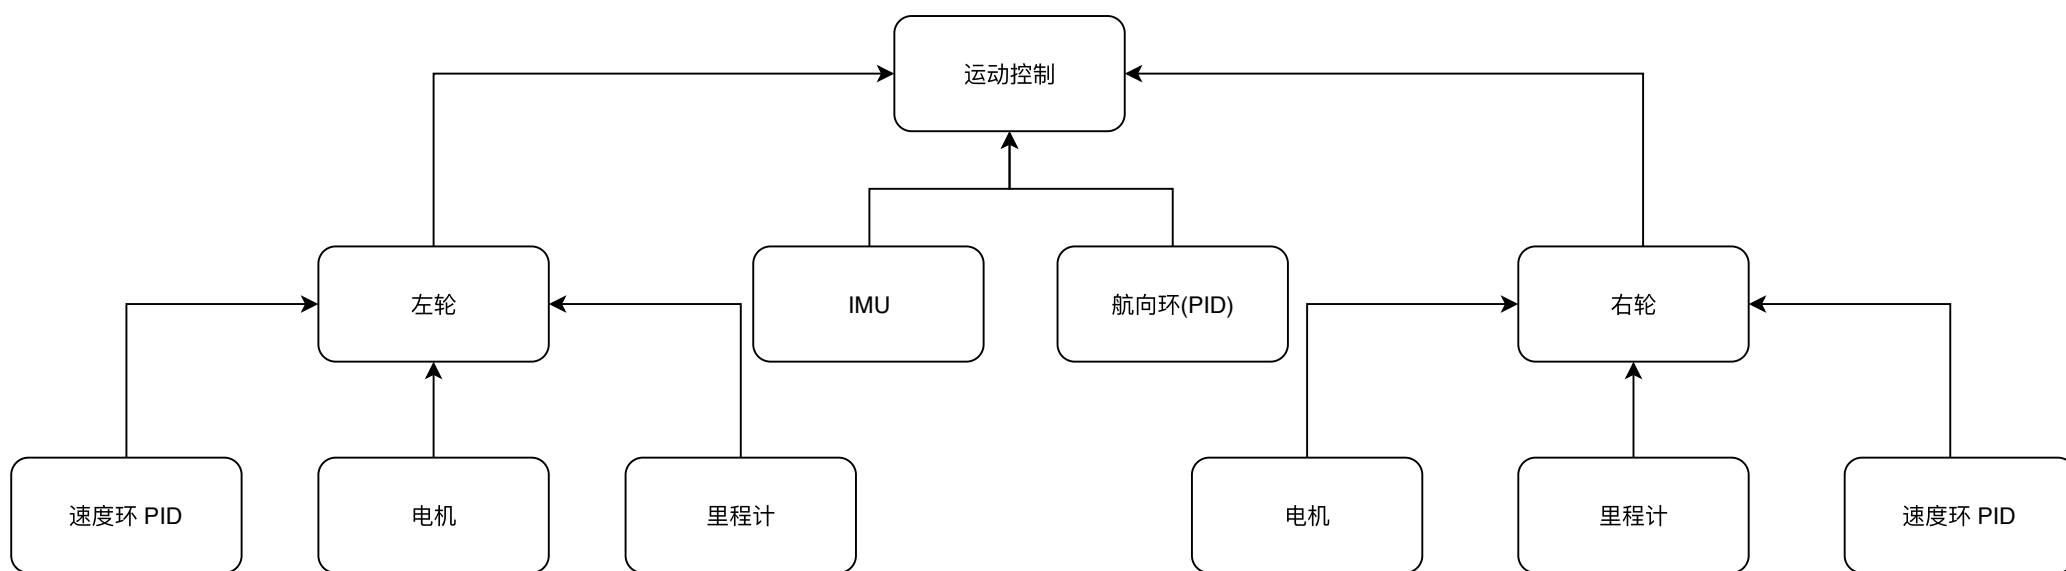 运动控制
左轮
IMU
航向环(PID)
右轮
速度环 PID
电机
里程计
电机
里程计
速度环 PID